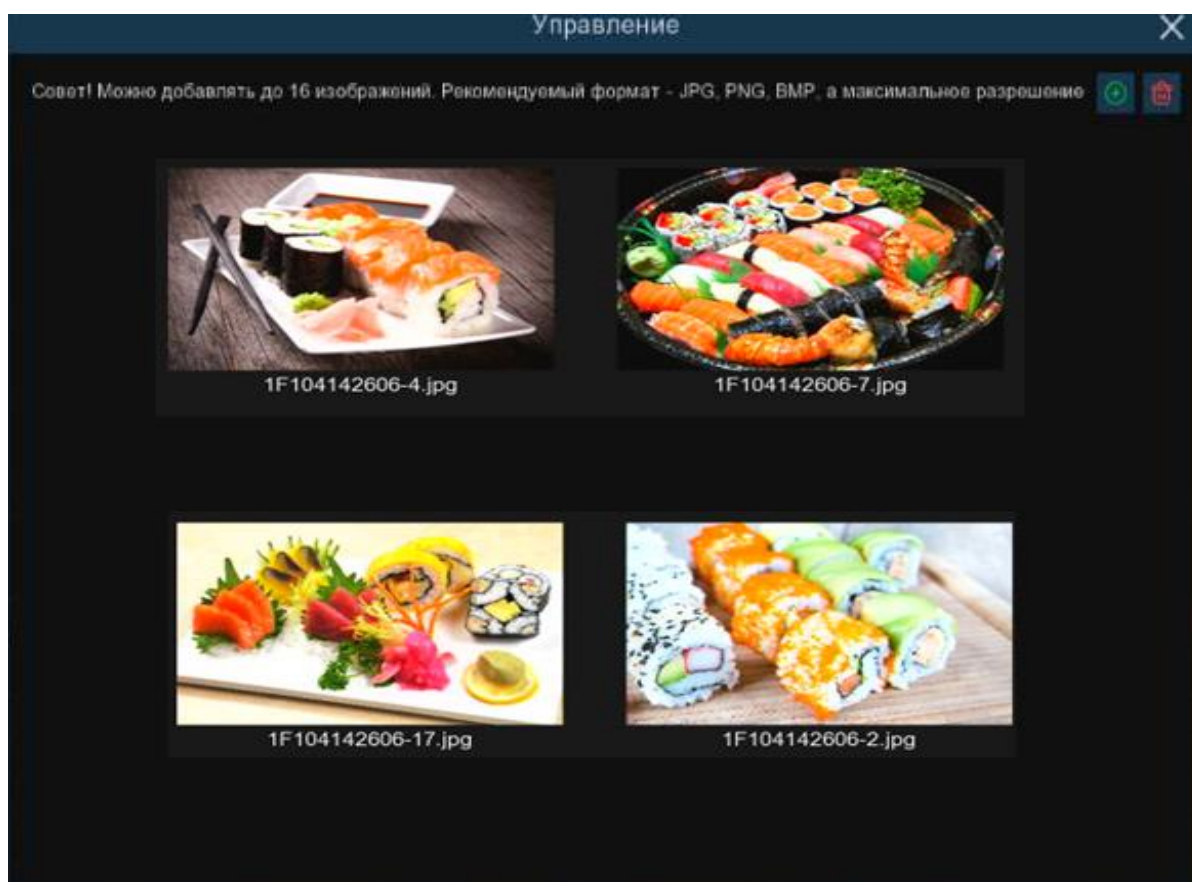 Управление
Совет! Можно добавлять до 16 изображений. Рекомендуемый формат - JPG, PNG, BMP, а максимальное разрешение
1F104142606-4.jpg
1F104142606-7.jpg
1F104142606-17.jpg
1F104142606-2.jpg